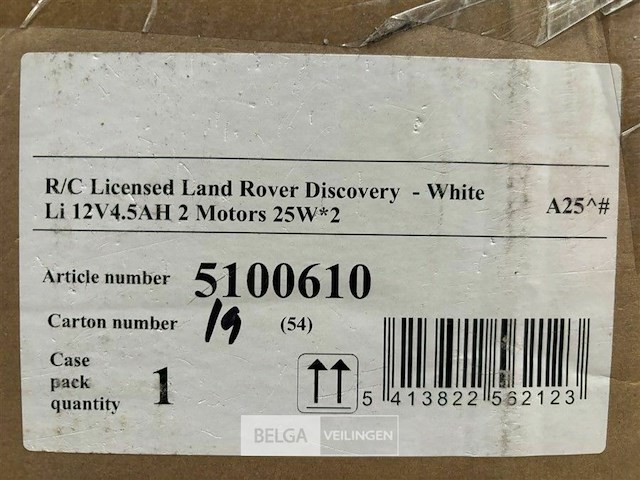 R/C Licensed Land Rover Discovery - White
Li 12V4.5AH 2 Motors 25W*2
A25^#
Article number 5100610
Carton number 19 (54)
Case
pack
quantity
1
5 413822 562123
BELGA VEILINGEN